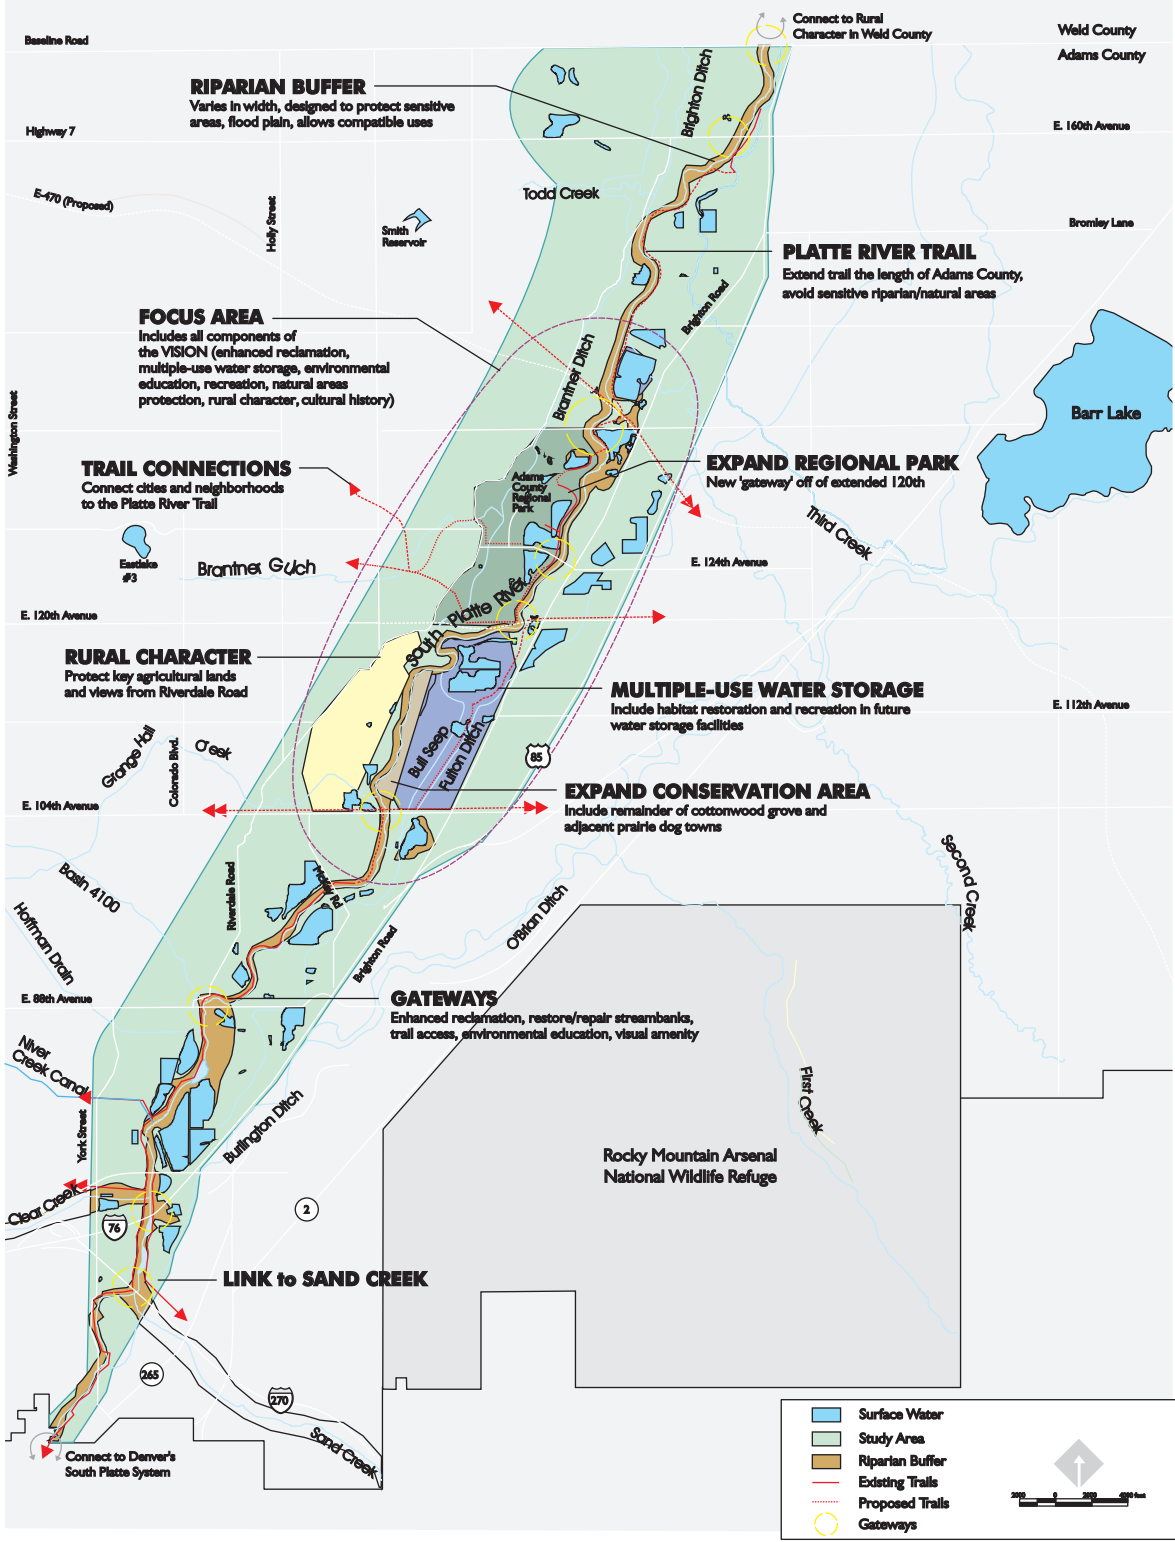 Connect to Rural
Character in Weld County
Weld County
Adams County
Baseline Road
RIPARIAN BUFFER
Varies in width, designed to protect sensitive
areas, flood plain, allows compatible uses
Brighton Ditch
Highway 7
E. 160th Avenue
Todd Creek
E-470 (Proposed)
Holly Street
Smith
Reservoir
Bromley Lane
PLATTE RIVER TRAIL
Extend trail the length of Adams County,
avoid sensitive riparian/natural areas
Brighton Road
FOCUS AREA
Includes all components of
the VISION (enhanced reclamation,
multiple-use water storage, environmental
education, recreation, natural areas
protection, rural character, cultural history)
Brantner Ditch
Washington Street
Barr Lake
TRAIL CONNECTIONS
Connect cities and neighborhoods
to the Platte River Trail
Adams
County
Regional
Park
EXPAND REGIONAL PARK
New 'gateway' off of extended 120th
Third Creek
Eastlake
#3
Brantner Gulch
E. 124th Avenue
E. 120th Avenue
South Platte River
RURAL CHARACTER
Protect key agricultural lands
and views from Riverdale Road
MULTIPLE-USE WATER STORAGE
Include habitat restoration and recreation in future
water storage facilities
E. 112th Avenue
Grange Hall
Creek
Colorado Blvd.
Bull Seep
Fulton Ditch
85
E. 104th Avenue
EXPAND CONSERVATION AREA
Include remainder of cottonwood grove and
adjacent prairie dog towns
Second Creek
Basin 4100
Riverdale Road
McKay Rd
Hoffman Drain
O'Brian Ditch
Brighton Road
E. 88th Avenue
GATEWAYS
Enhanced reclamation, restore/repair streambanks,
trail access, environmental education, visual amenity
Niver
Creek Canal
First Creek
York Street
Burlington Ditch
Rocky Mountain Arsenal
National Wildlife Refuge
Clear Creek
76
2
LINK to SAND CREEK
265
270
Sand Creek
Connect to Denver's
South Platte System
Surface Water
Study Area
Riparian Buffer
Existing Trails
Proposed Trails
Gateways
2000 0 2000 4000 feet